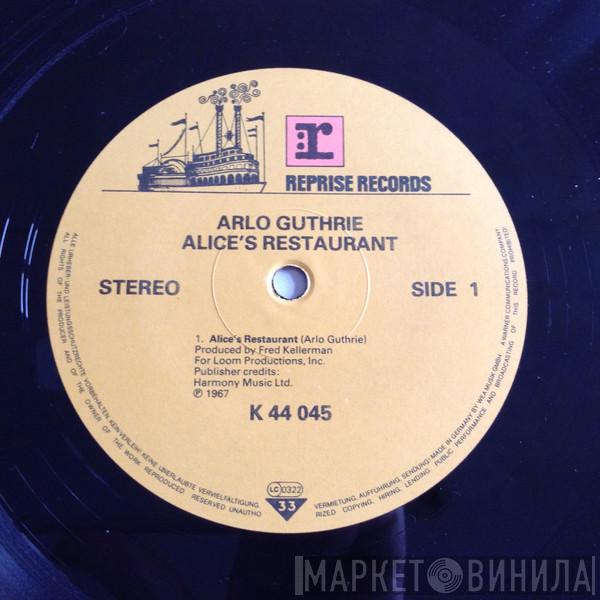 r
REPRISE RECORDS
ARLO GUTHRIE
ALICE'S RESTAURANT
STEREO
SIDE 1
1. Alice's Restaurant (Arlo Guthrie)
Produced by Fred Kellerman
For Loom Productions, Inc.
Publisher credits:
Harmony Music Ltd.
℗ 1967
K 44 045
LC 0322
33
ALLE URHEBER- UND LEISTUNGSSCHUTZRECHTE VORBEHALTEN. KEIN VERLEIH! KEINE UNERLAUBTE VERVIELFÄLTIGUNG, VERMIETUNG, AUFFÜHRUNG, SENDUNG! MADE IN GERMANY BY WEA MUSIK GMBH A WARNER COMMUNICATIONS COMPANY
ALL RIGHTS OF THE PRODUCER AND OF THE OWNER OF THE WORK REPRODUCED RESERVED UNAUTHORIZED COPYING, HIRING, LENDING, PUBLIC PERFORMANCE AND BROADCASTING OF THIS RECORD PROHIBITED!
МАРКЕТ ВИНИЛА